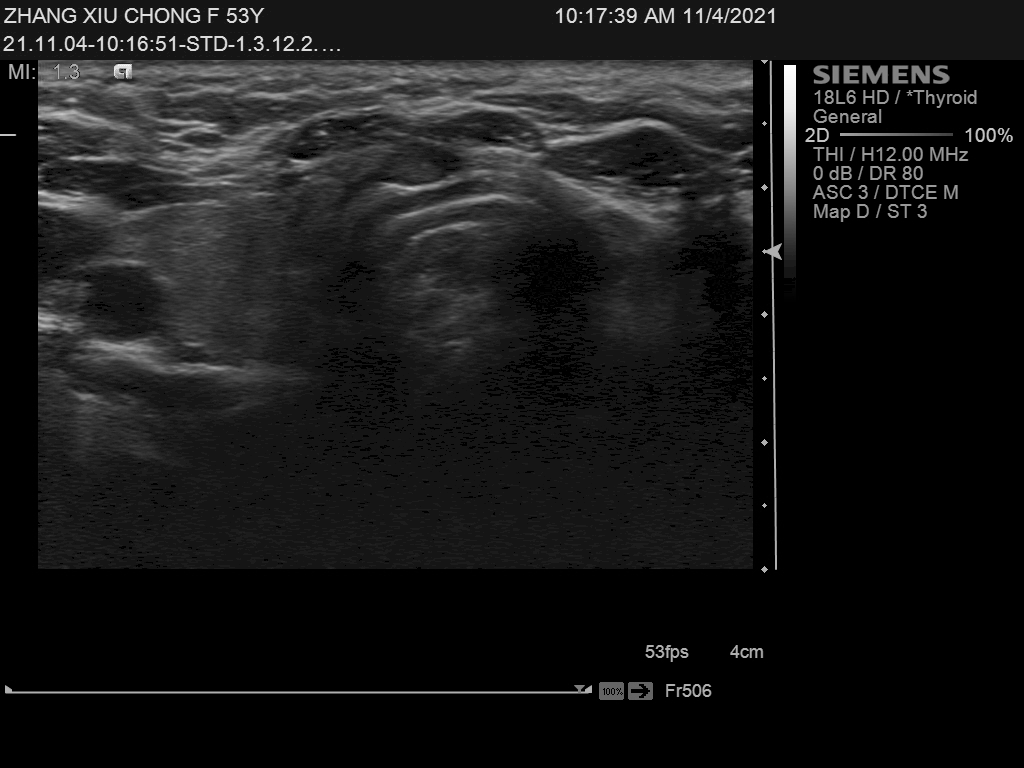 ZHANG XIU CHONG F 53Y 10:17:39 AM 11/4/2021
21.11.04-10:16:51-STD-1.3.12.2....
MI: 1.3
SIEMENS
18L6 HD / *Thyroid
General
2D 100%
THI / H12.00 MHz
0 dB / DR 80
ASC 3 / DTCE M
Map D / ST 3
53fps 4cm
100% Fr506